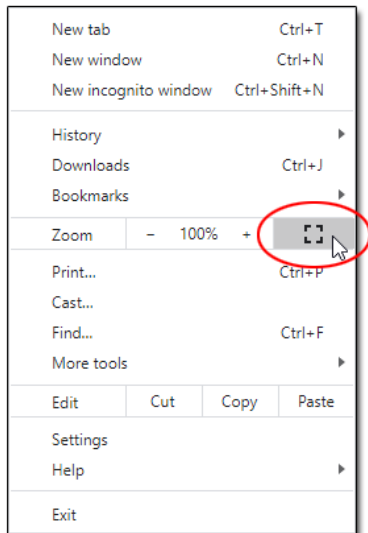 New tab Ctrl+T
New window Ctrl+N
New incognito window Ctrl+Shift+N
History
Downloads Ctrl+J
Bookmarks
Zoom − 100% +
Print... Ctrl+P
Cast...
Find... Ctrl+F
More tools
Edit Cut Copy Paste
Settings
Help
Exit